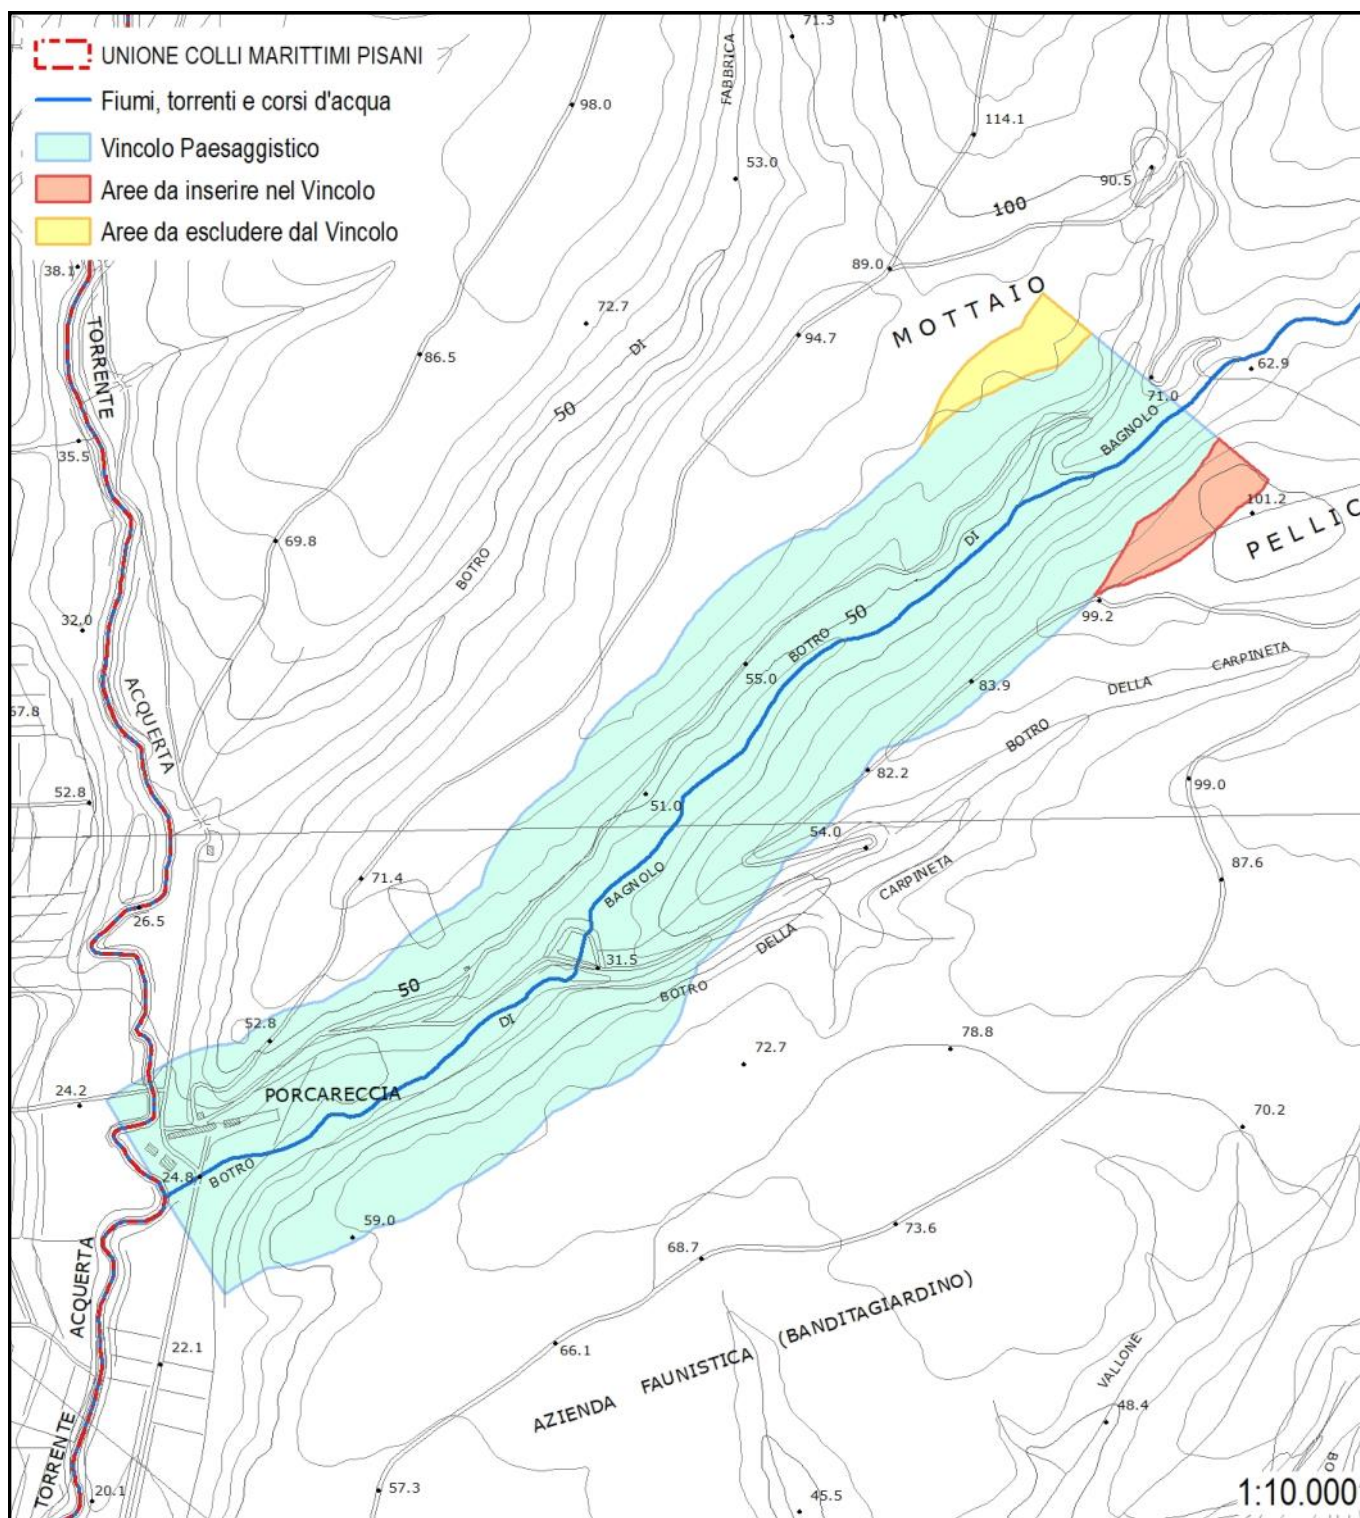 UNIONE COLLI MARITTIMI PISANI
Fiumi, torrenti e corsi d'acqua
Vincolo Paesaggistico
Aree da inserire nel Vincolo
Aree da escludere dal Vincolo
71.3
FABBRICA
98.0
114.1
53.0
90.5
100
38.1
89.0
MOTTAIO
TORRENTE
72.7
DI
94.7
86.5
62.9
71.0
50
BAGNOLO
35.5
101.2
PELLIC
69.8
BOTRO
DI
99.2
32.0
50
BOTRO
55.0
CARPINETA
DELLA
83.9
57.8
ACQUERTA
BOTRO
82.2
99.0
52.8
51.0
54.0
87.6
71.4
BAGNOLO
CARPINETA
26.5
DELLA
31.5
50
BOTRO
DI
52.8
78.8
72.7
24.2
PORCARECCIA
70.2
24.8
BOTRO
59.0
73.6
68.7
ACQUERTA
AZIENDA FAUNISTICA (BANDITAGIARDINO)
22.1
66.1
VALLONE
48.4
TORRENTE
57.3
20.1
45.5
BO
1:10.000